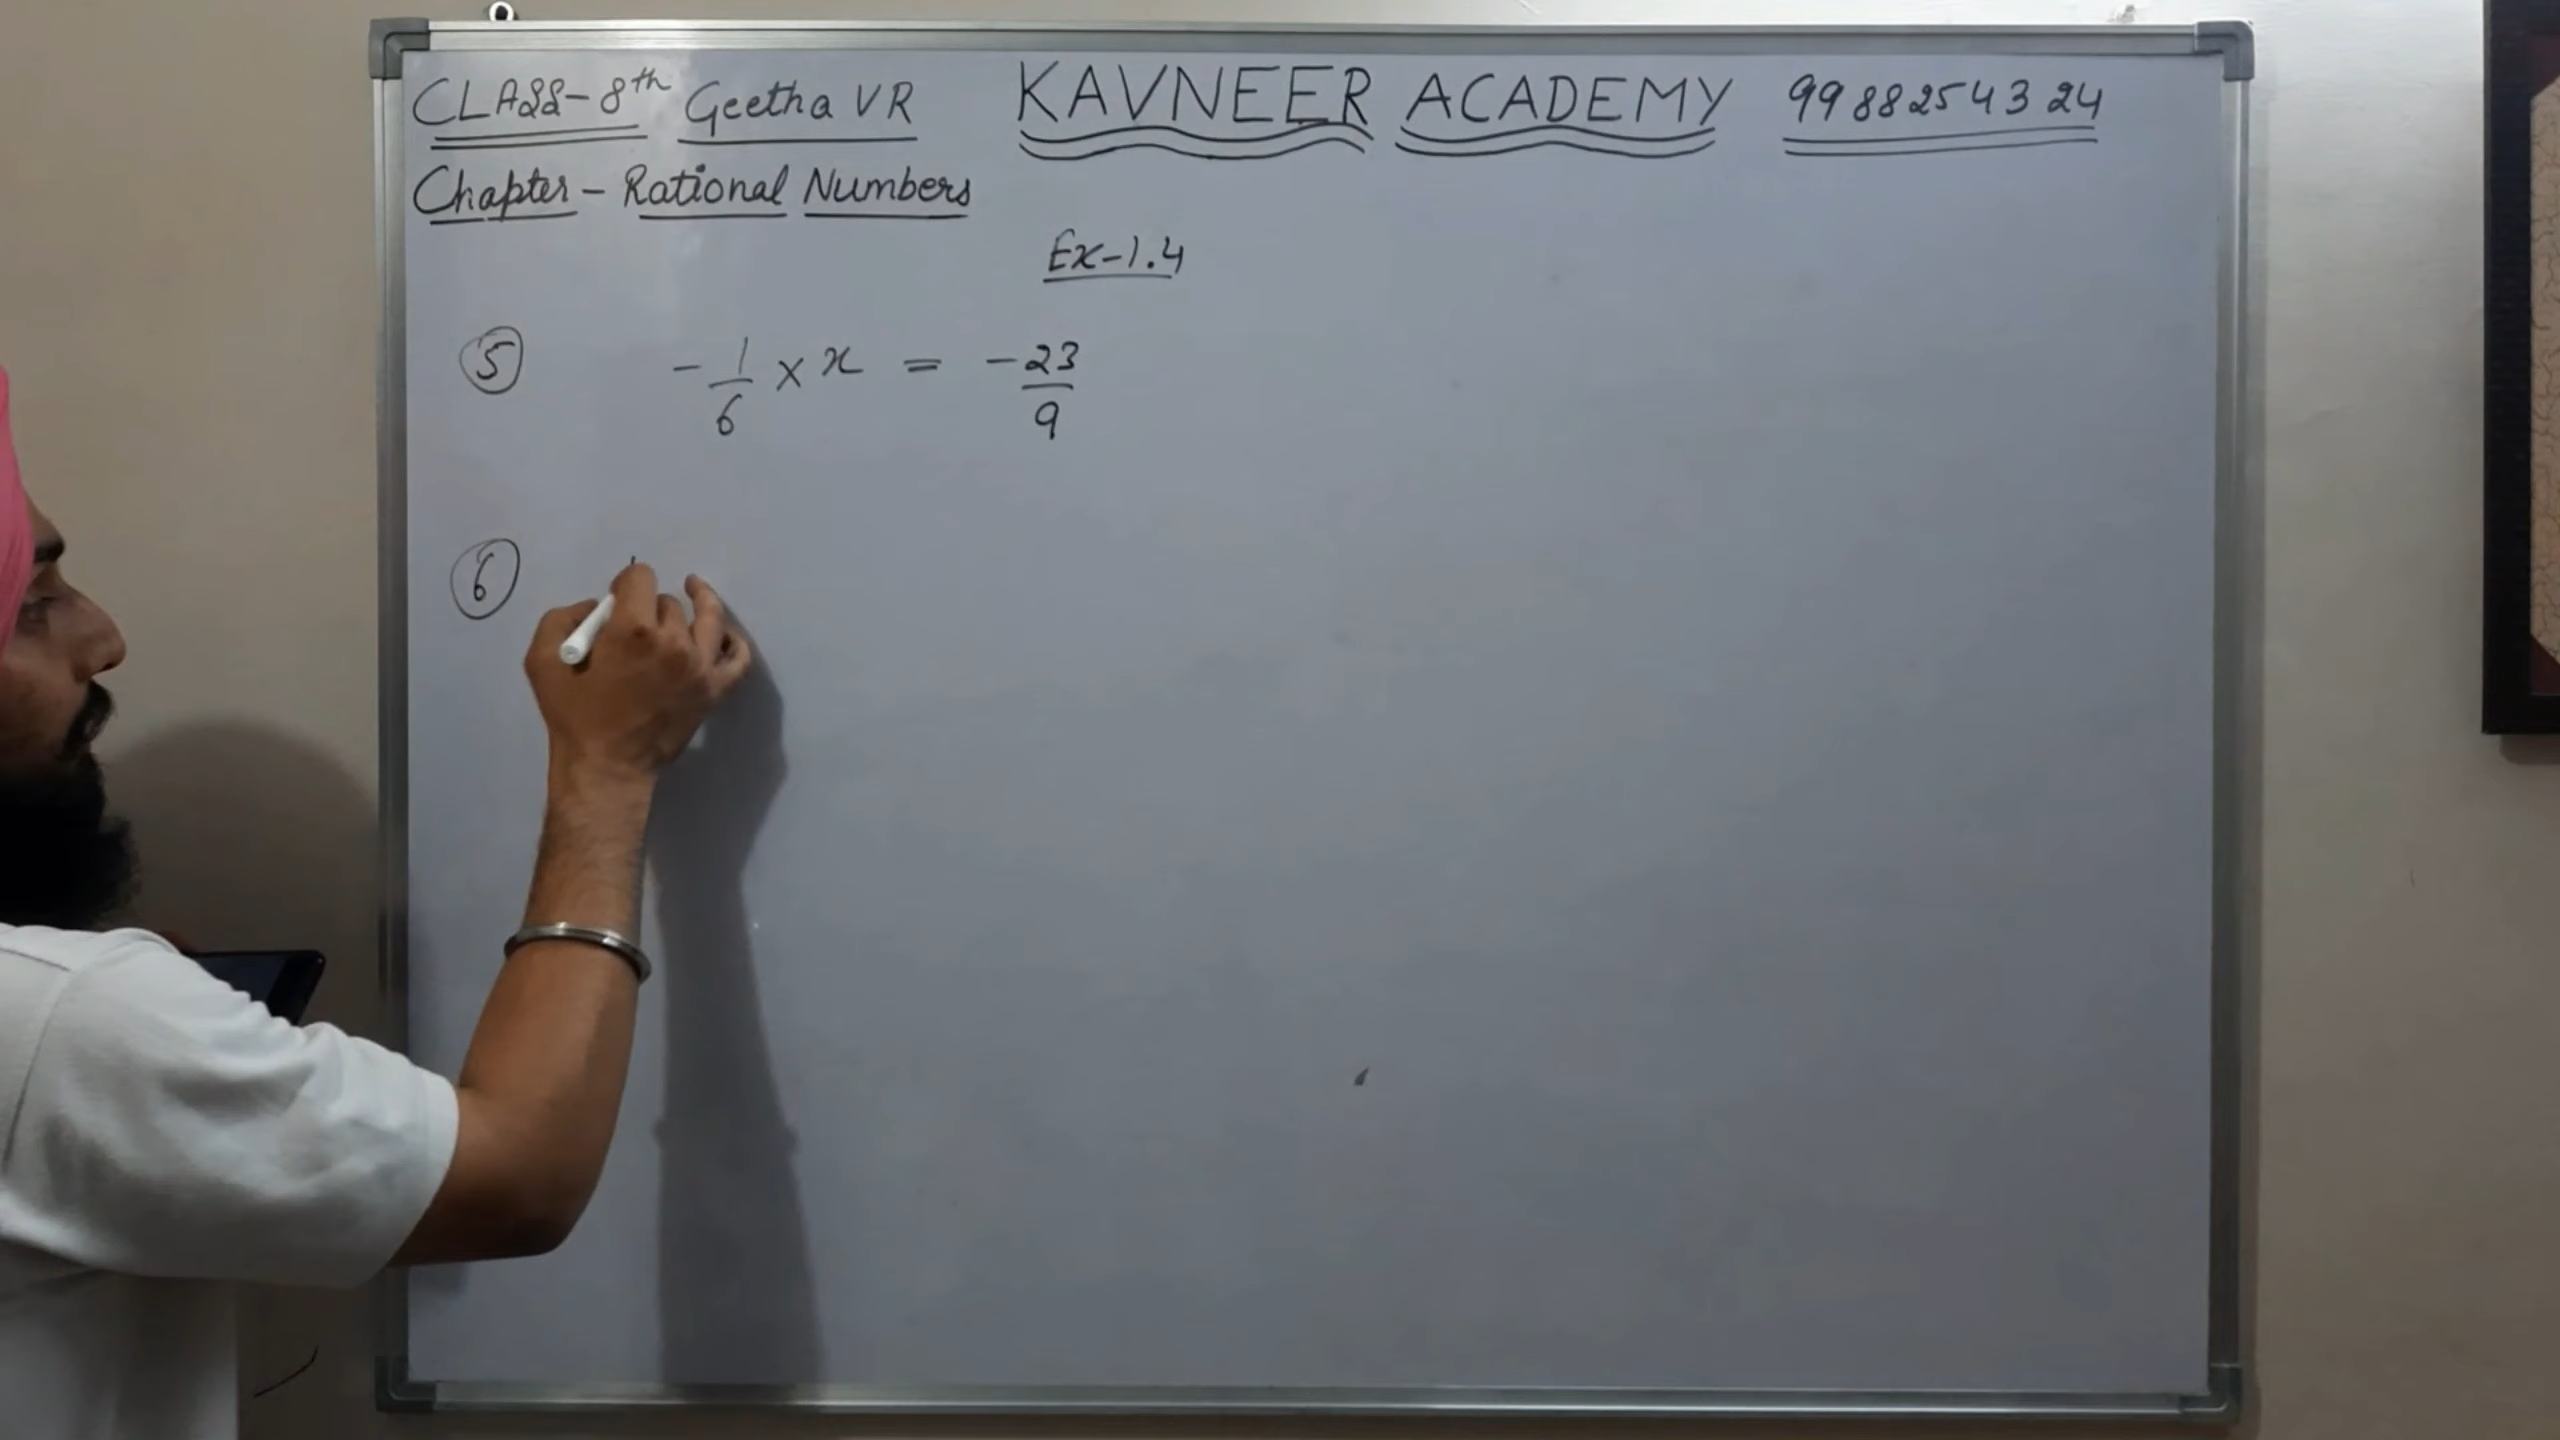 CLASS-8th Geetha VR KAVNEER ACADEMY 9988254324
Chapter - Rational Numbers
Ex-1.4
5 -1/6 × x = -23/9
6